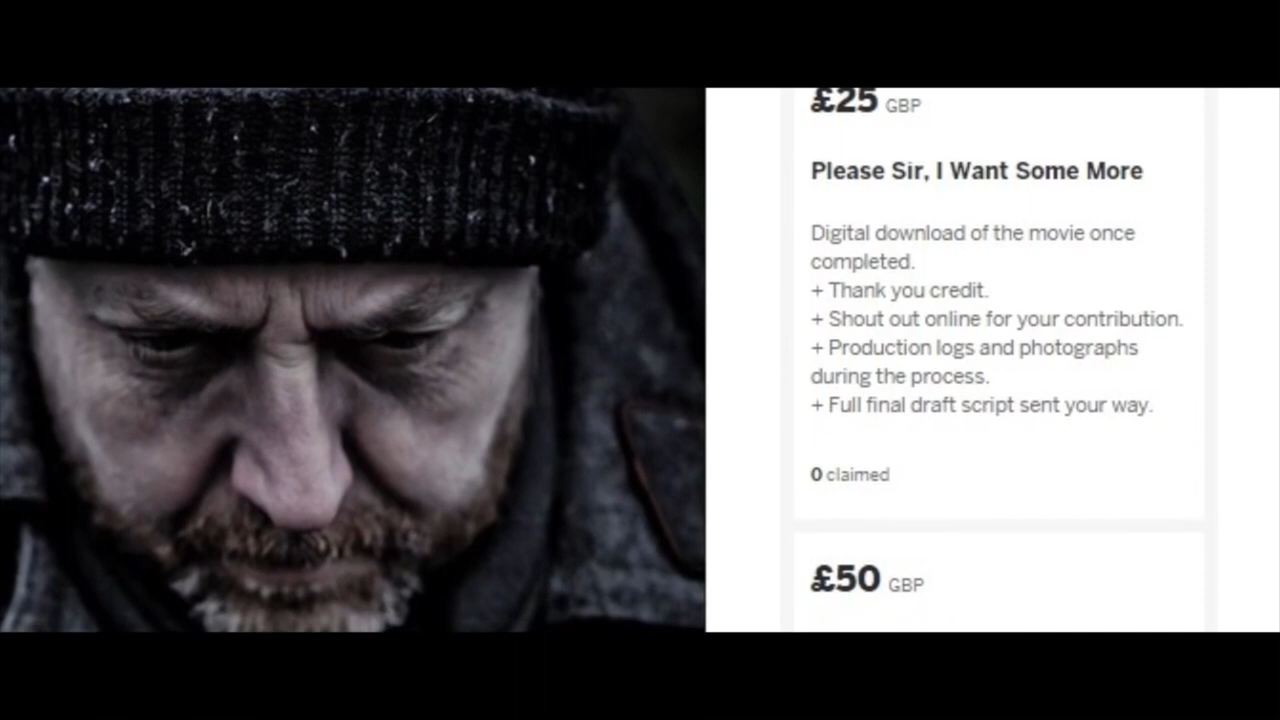 £25 GBP
Please Sir, I Want Some More
Digital download of the movie once
completed.
+ Thank you credit.
+ Shout out online for your contribution.
+ Production logs and photographs
during the process.
+ Full final draft script sent your way.
0 claimed
£50 GBP